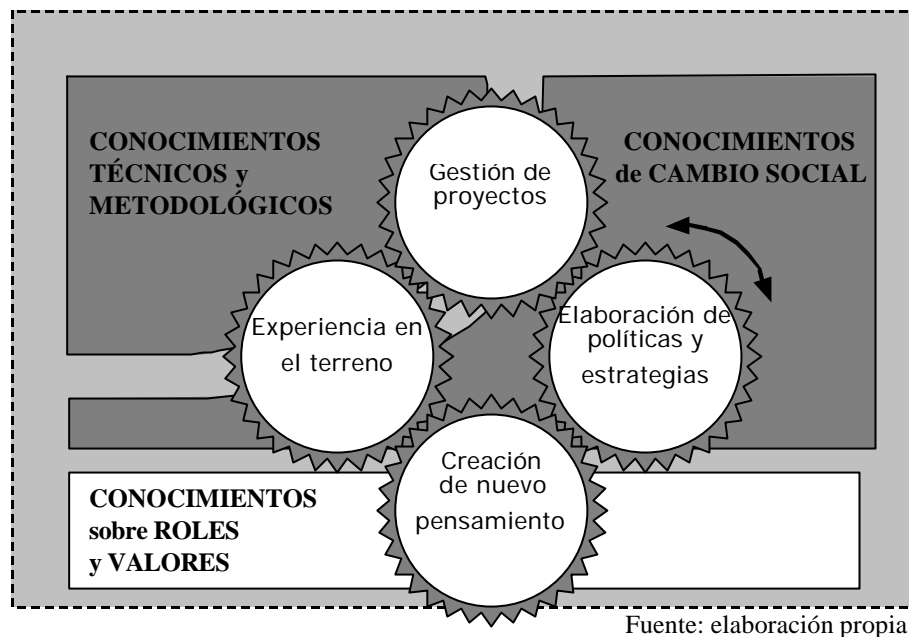 CONOCIMIENTOS
TÉCNICOS y
METODOLÓGICOS
CONOCIMIENTOS
de CAMBIO SOCIAL
Gestión de
proyectos
Experiencia en
el terreno
Elaboración de
políticas y
estrategias
Creación
de nuevo
pensamiento
CONOCIMIENTOS
sobre ROLES
y VALORES
Fuente: elaboración propia